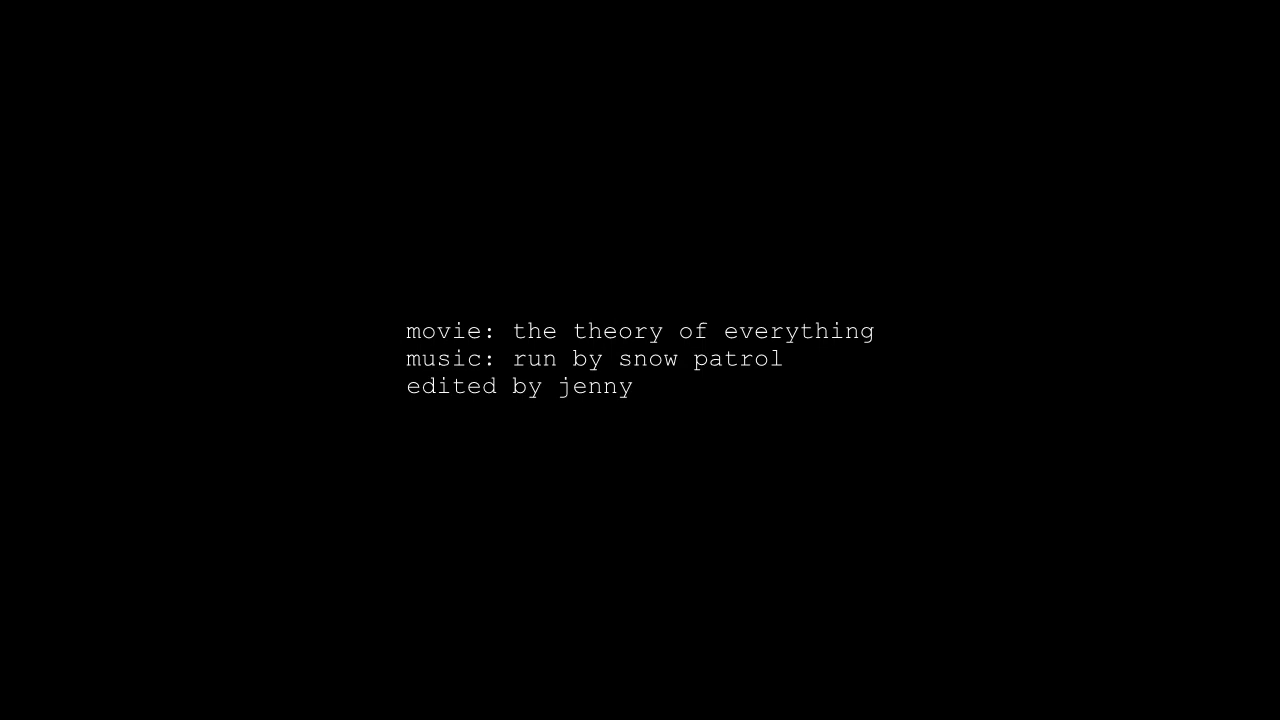 movie: the theory of everything
music: run by snow patrol
edited by jenny